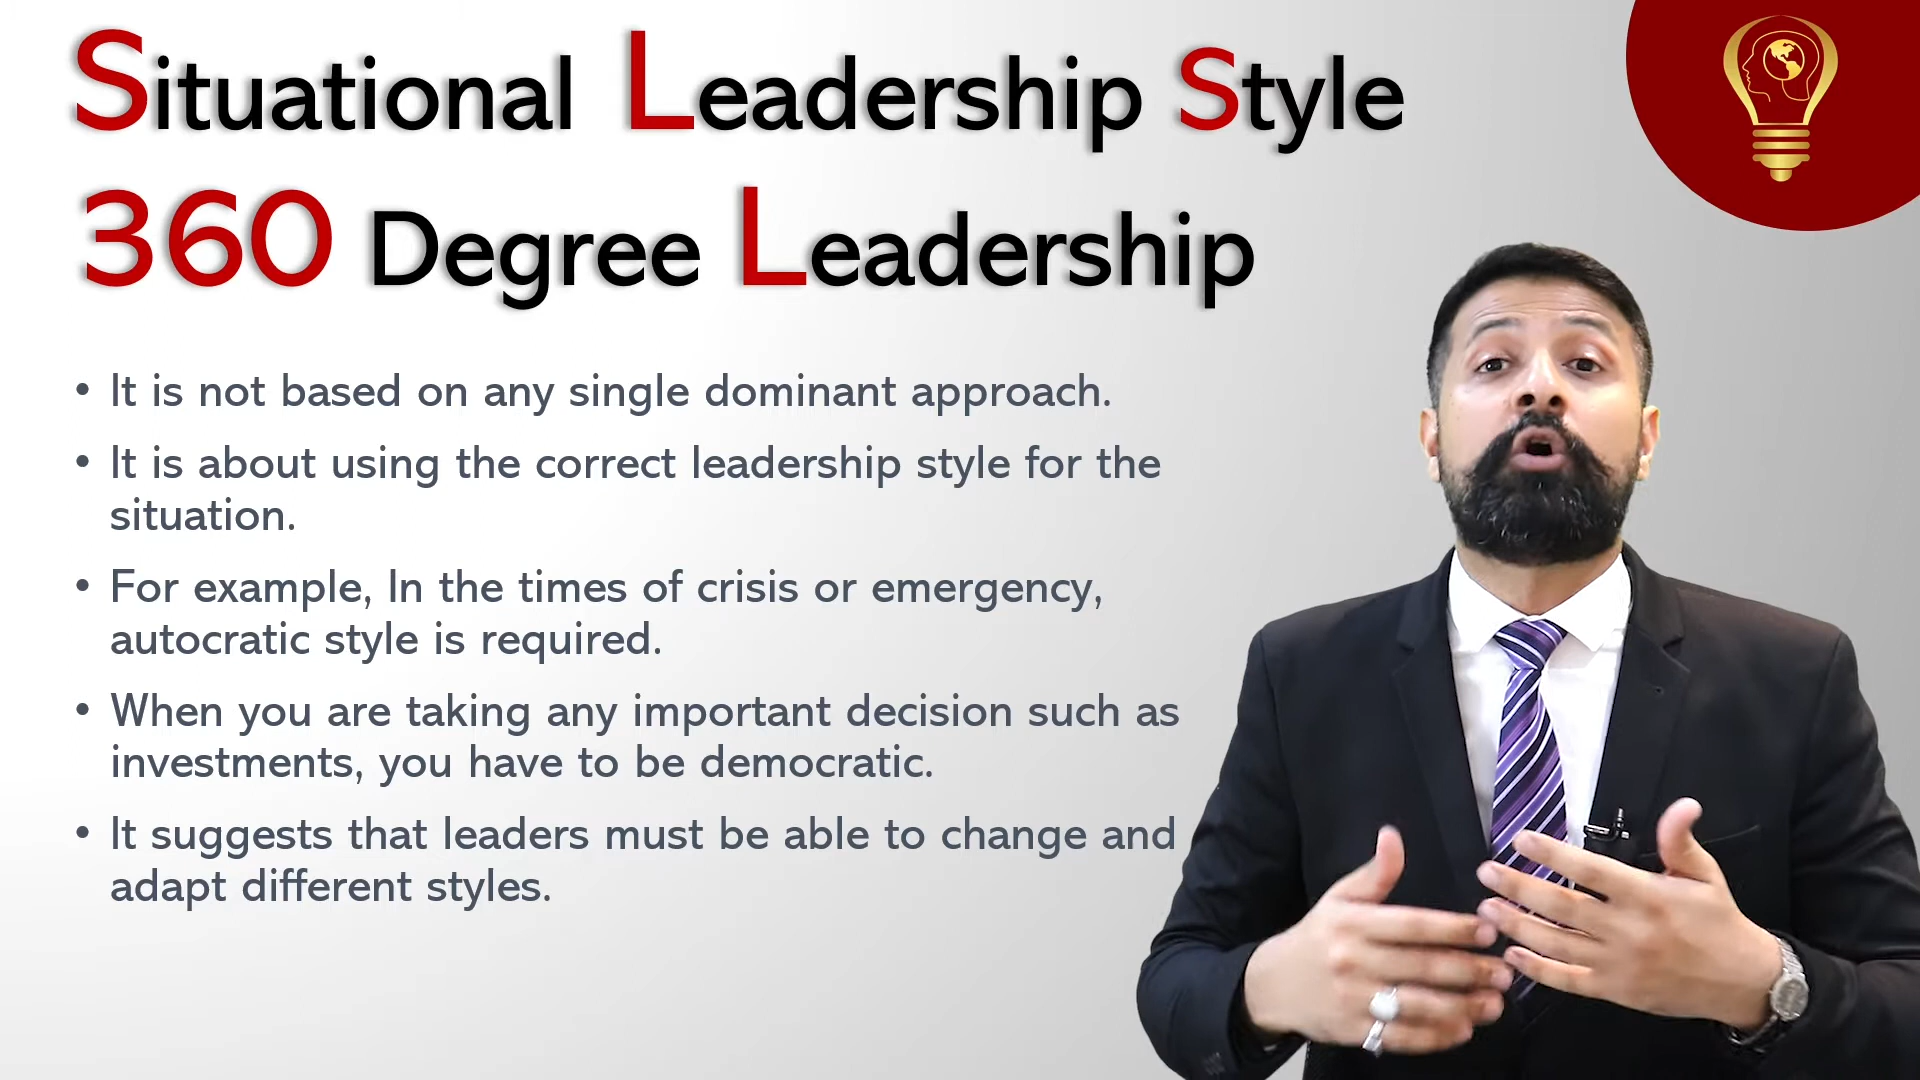 Situational Leadership Style
360 Degree Leadership
• It is not based on any single dominant approach.
• It is about using the correct leadership style for the
situation.
• For example, In the times of crisis or emergency,
autocratic style is required.
• When you are taking any important decision such as
investments, you have to be democratic.
• It suggests that leaders must be able to change and
adapt different styles.